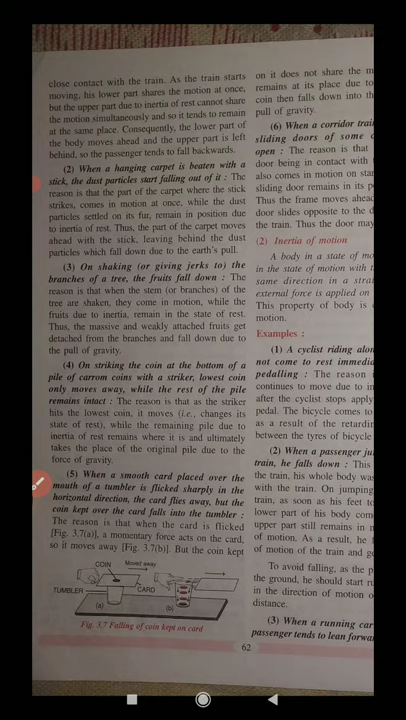 close contact with the train. As the train starts
moving, his lower part shares the motion at once,
but the upper part due to inertia of rest cannot share
the motion simultaneously and so it tends to remain
at the same place. Consequently, the lower part of
the body moves ahead and the upper part is left
behind, so the passenger tends to fall backwards.
(2) When a hanging carpet is beaten with a
stick, the dust particles start falling out of it : The
reason is that the part of the carpet where the stick
strikes, comes in motion at once, while the dust
particles settled on its fur, remain in position due
to inertia of rest. Thus, the part of the carpet moves
ahead with the stick, leaving behind the dust
particles which fall down due to the earth's pull.
(3) On shaking (or giving jerks) to the
branches of a tree, the fruits fall down : The
reason is that when the stem (or branches) of the
tree are shaken, they come in motion, while the
fruits due to inertia, remain in the state of rest.
Thus, the massive and weakly attached fruits get
detached from the branches and fall down due to
the pull of gravity.
(4) On striking the coin at the bottom of a
pile of carrom coins with a striker, lowest coin
only moves away, while the rest of the pile
remains intact : The reason is that as the striker
hits the lowest coin, it moves (i.e., changes its
state of rest), while the remaining pile due to
inertia of rest remains where it is and ultimately
takes the place of the original pile due to the
force of gravity.
(5) When a smooth card placed over the
mouth of a tumbler is flicked sharply in the
horizontal direction, the card flies away, but the
coin kept over the card falls into the tumbler :
The reason is that when the card is flicked
[Fig. 3.7(a)], a momentary force acts on the card,
so it moves away [Fig. 3.7(b)]. But the coin kept
COIN Moved away
TUMBLER CARD
(a) (b)
Fig. 3.7 Falling of coin kept on card
on it does not share the m
remains at its place due to
coin then falls down into th
pull of gravity.
(6) When a corridor trai
sliding doors of some c
open : The reason is that
door being in contact with
also comes in motion on star
sliding door remains in its p
Thus the frame moves ahead
door slides opposite to the d
the train. Thus the door may
(2) Inertia of motion
A body in a state of mo
in the state of motion with t
same direction in a stra
external force is applied on
This property of body is
motion.
Examples :
(1) A cyclist riding alon
not come to rest immedia
pedalling : The reason
continues to move due to in
after the cyclist stops apply
pedal. The bicycle comes to
as a result of the retardin
between the tyres of bicycle
(2) When a passenger ju
train, he falls down : This
the train, his whole body wa
with the train. On jumping
train, as soon as his feet to
lower part of his body com
upper part still remains in
of motion. As a result, he
of motion of the train and ge
To avoid falling, as the p
the ground, he should start ru
in the direction of motion o
distance.
(3) When a running car
passenger tends to lean forwar
62